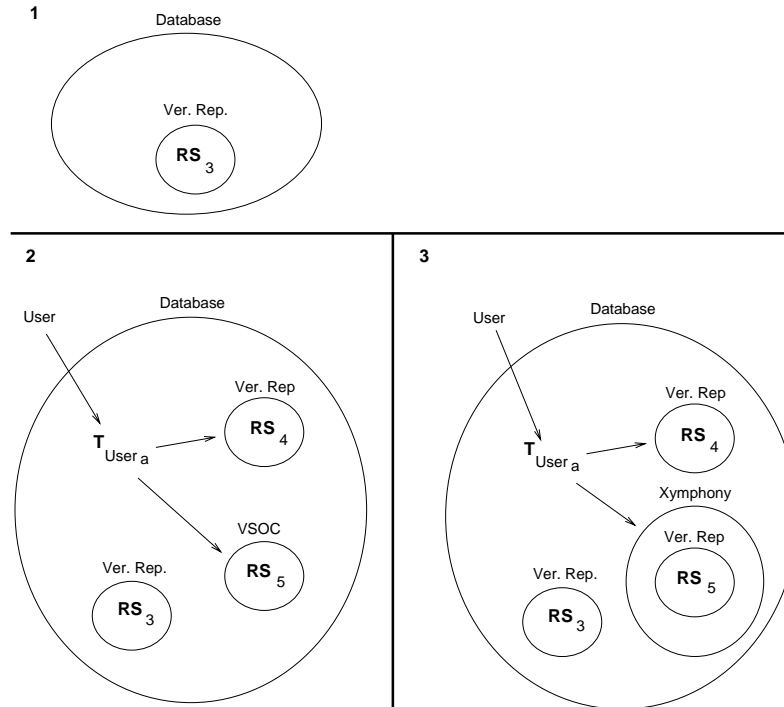 1
Database
Ver. Rep.
RS 3
2
Database
User
Ver. Rep
RS 4
T User a
VSOC
RS 5
Ver. Rep.
RS 3
3
Database
User
Ver. Rep
RS 4
T User a
Xymphony
Ver. Rep
RS 5
Ver. Rep.
RS 3